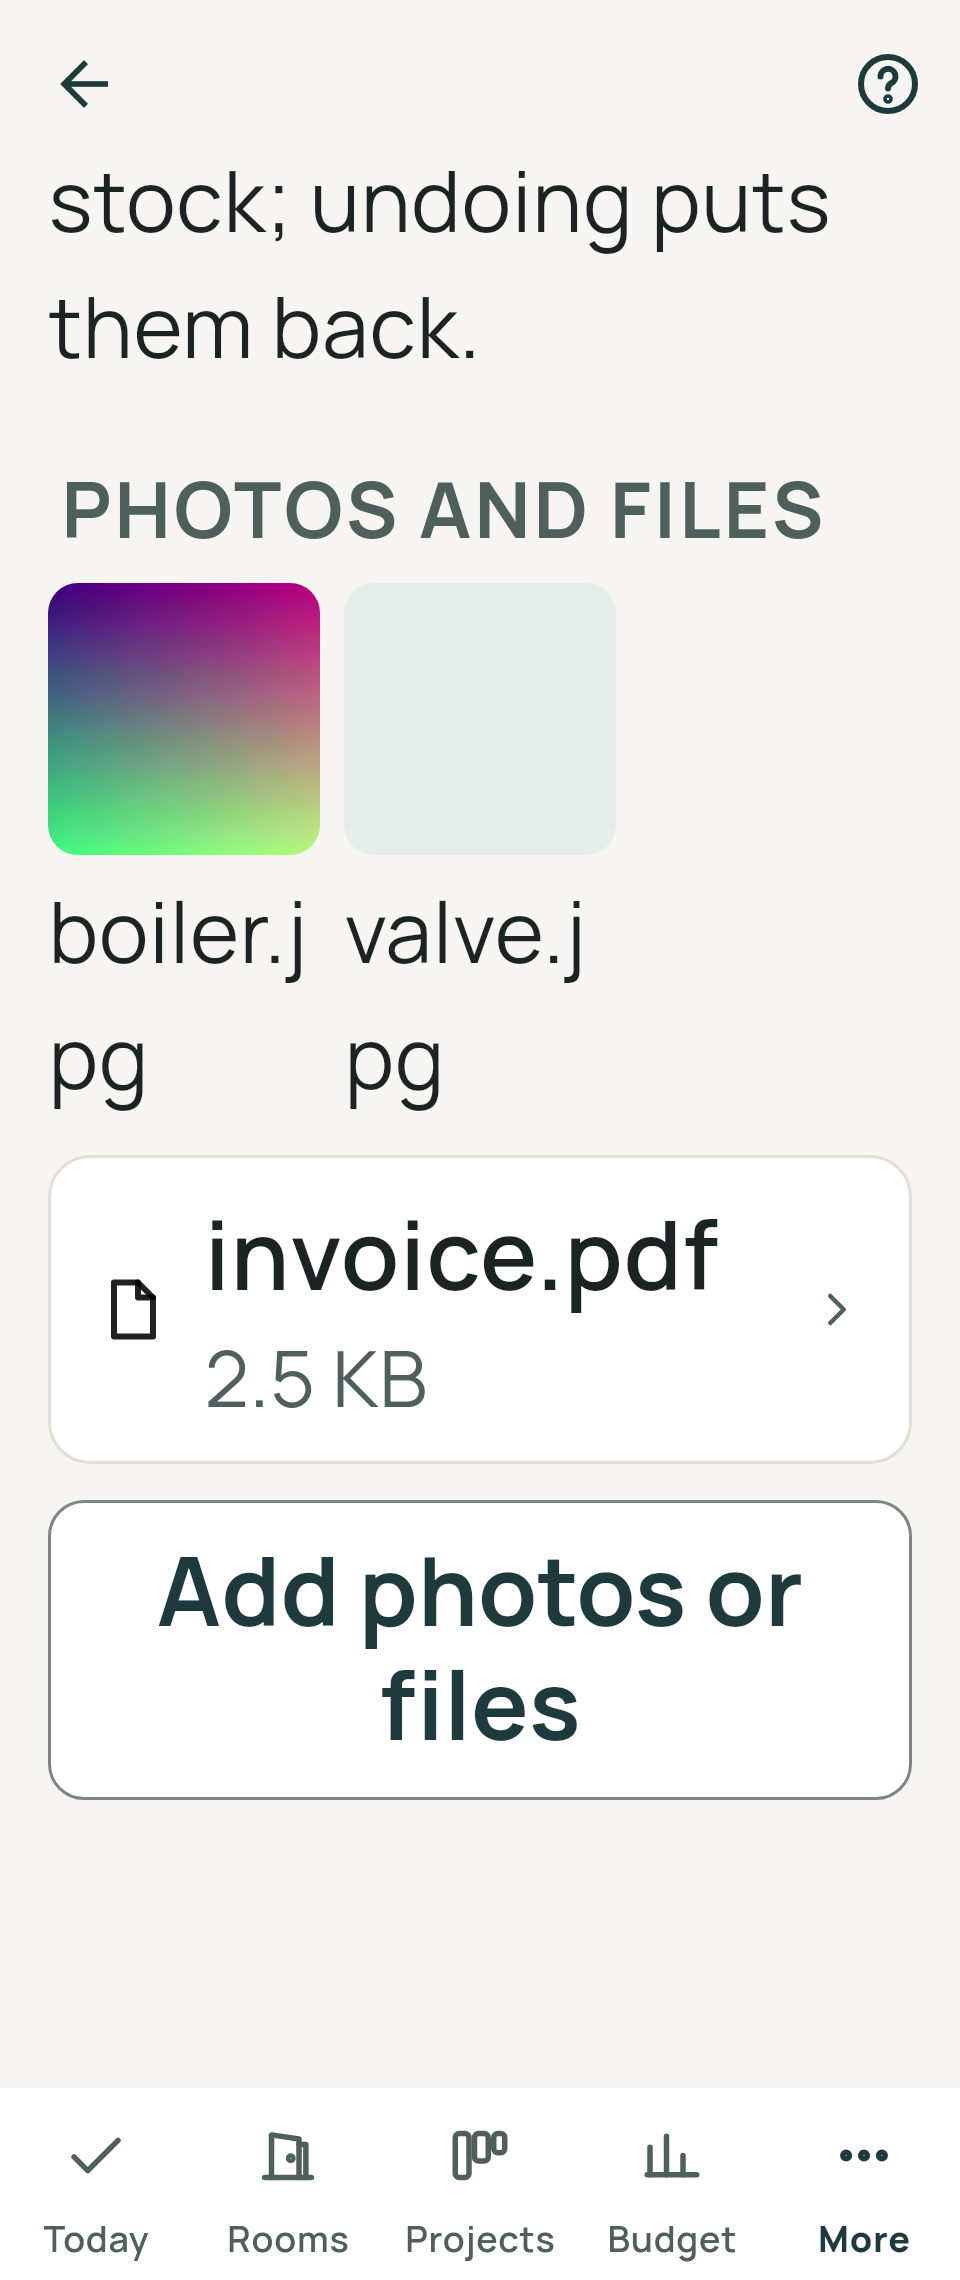 stock; undoing puts
them back.
PHOTOS AND FILES
boiler.j
pg
valve.j
pg
invoice.pdf
2.5 KB
Add photos or
files
Today
Rooms
Projects
Budget
More